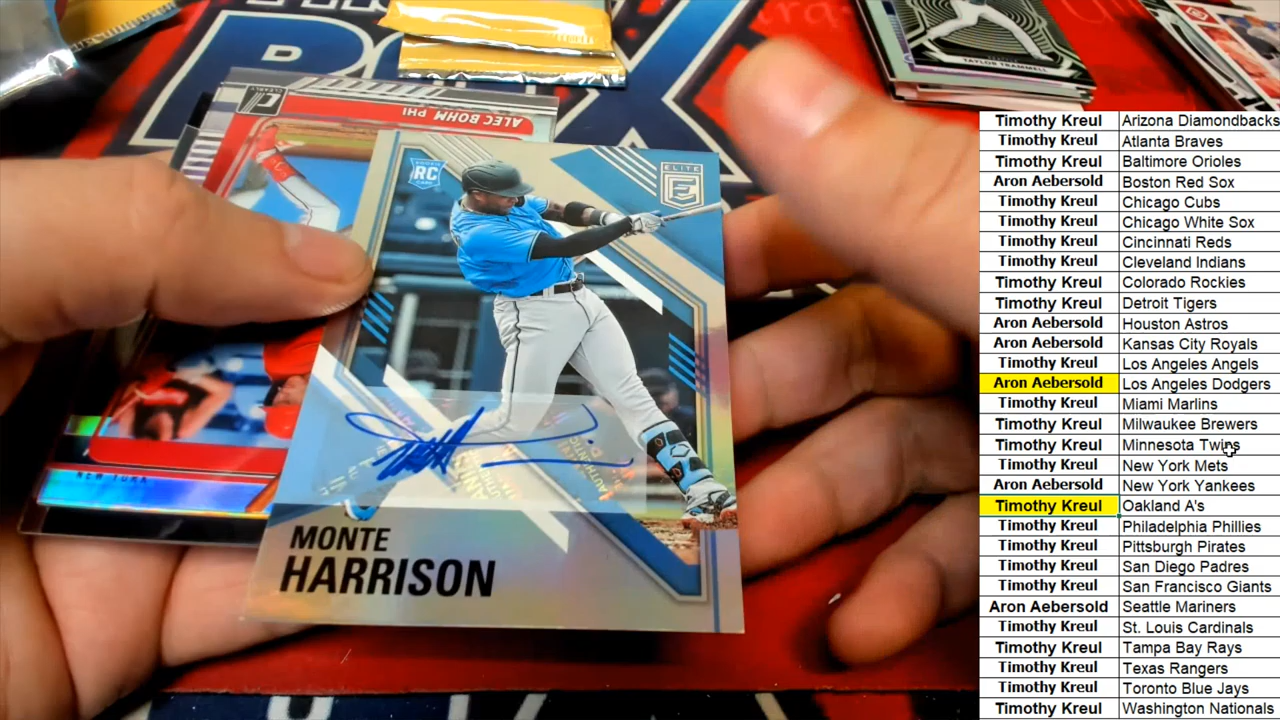 TAYLOR TRAMMELL
CLEARLY
ALEC BOHM PHI
ROOKIE
RC
CARD
ELITE
E
NEW YORK
MONTE
HARRISON
Timothy Kreul Arizona Diamondbacks
Timothy Kreul Atlanta Braves
Timothy Kreul Baltimore Orioles
Aron Aebersold Boston Red Sox
Timothy Kreul Chicago Cubs
Timothy Kreul Chicago White Sox
Timothy Kreul Cincinnati Reds
Timothy Kreul Cleveland Indians
Timothy Kreul Colorado Rockies
Timothy Kreul Detroit Tigers
Aron Aebersold Houston Astros
Aron Aebersold Kansas City Royals
Timothy Kreul Los Angeles Angels
Aron Aebersold Los Angeles Dodgers
Timothy Kreul Miami Marlins
Timothy Kreul Milwaukee Brewers
Timothy Kreul Minnesota Twins
Timothy Kreul New York Mets
Aron Aebersold New York Yankees
Timothy Kreul Oakland A's
Timothy Kreul Philadelphia Phillies
Timothy Kreul Pittsburgh Pirates
Timothy Kreul San Diego Padres
Timothy Kreul San Francisco Giants
Aron Aebersold Seattle Mariners
Timothy Kreul St. Louis Cardinals
Timothy Kreul Tampa Bay Rays
Timothy Kreul Texas Rangers
Timothy Kreul Toronto Blue Jays
Timothy Kreul Washington Nationals